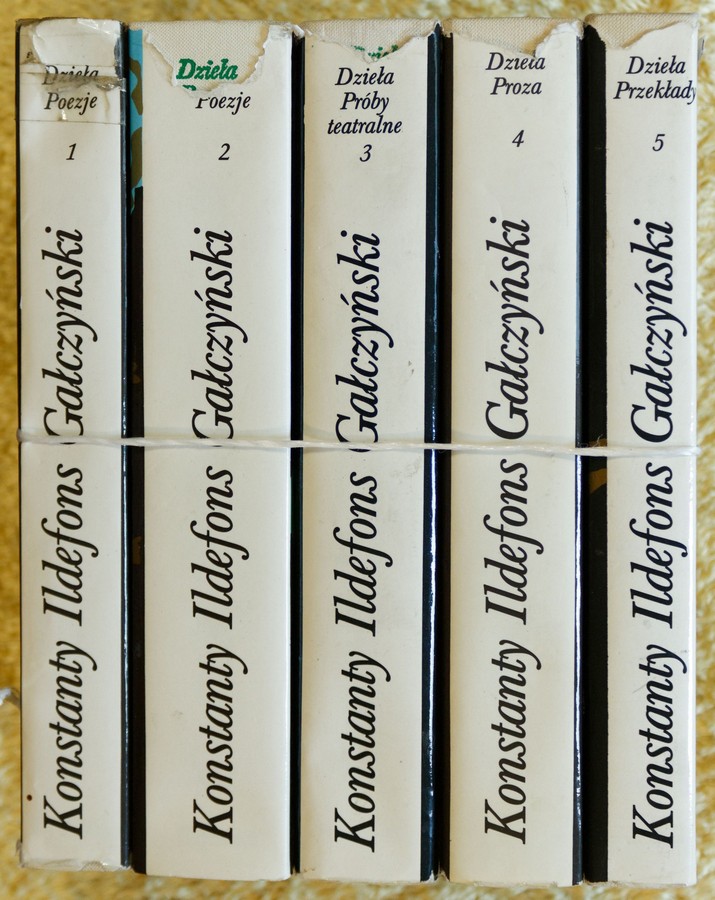 Dzieła
Poezje
1
Konstanty Ildefons Gałczyński
Dzieła
Poezje
2
Konstanty Ildefons Gałczyński
Dzieła
Próby
teatralne
3
Konstanty Ildefons Gałczyński
Dzieła
Proza
4
Konstanty Ildefons Gałczyński
Dzieła
Przekłady
5
Konstanty Ildefons Gałczyński